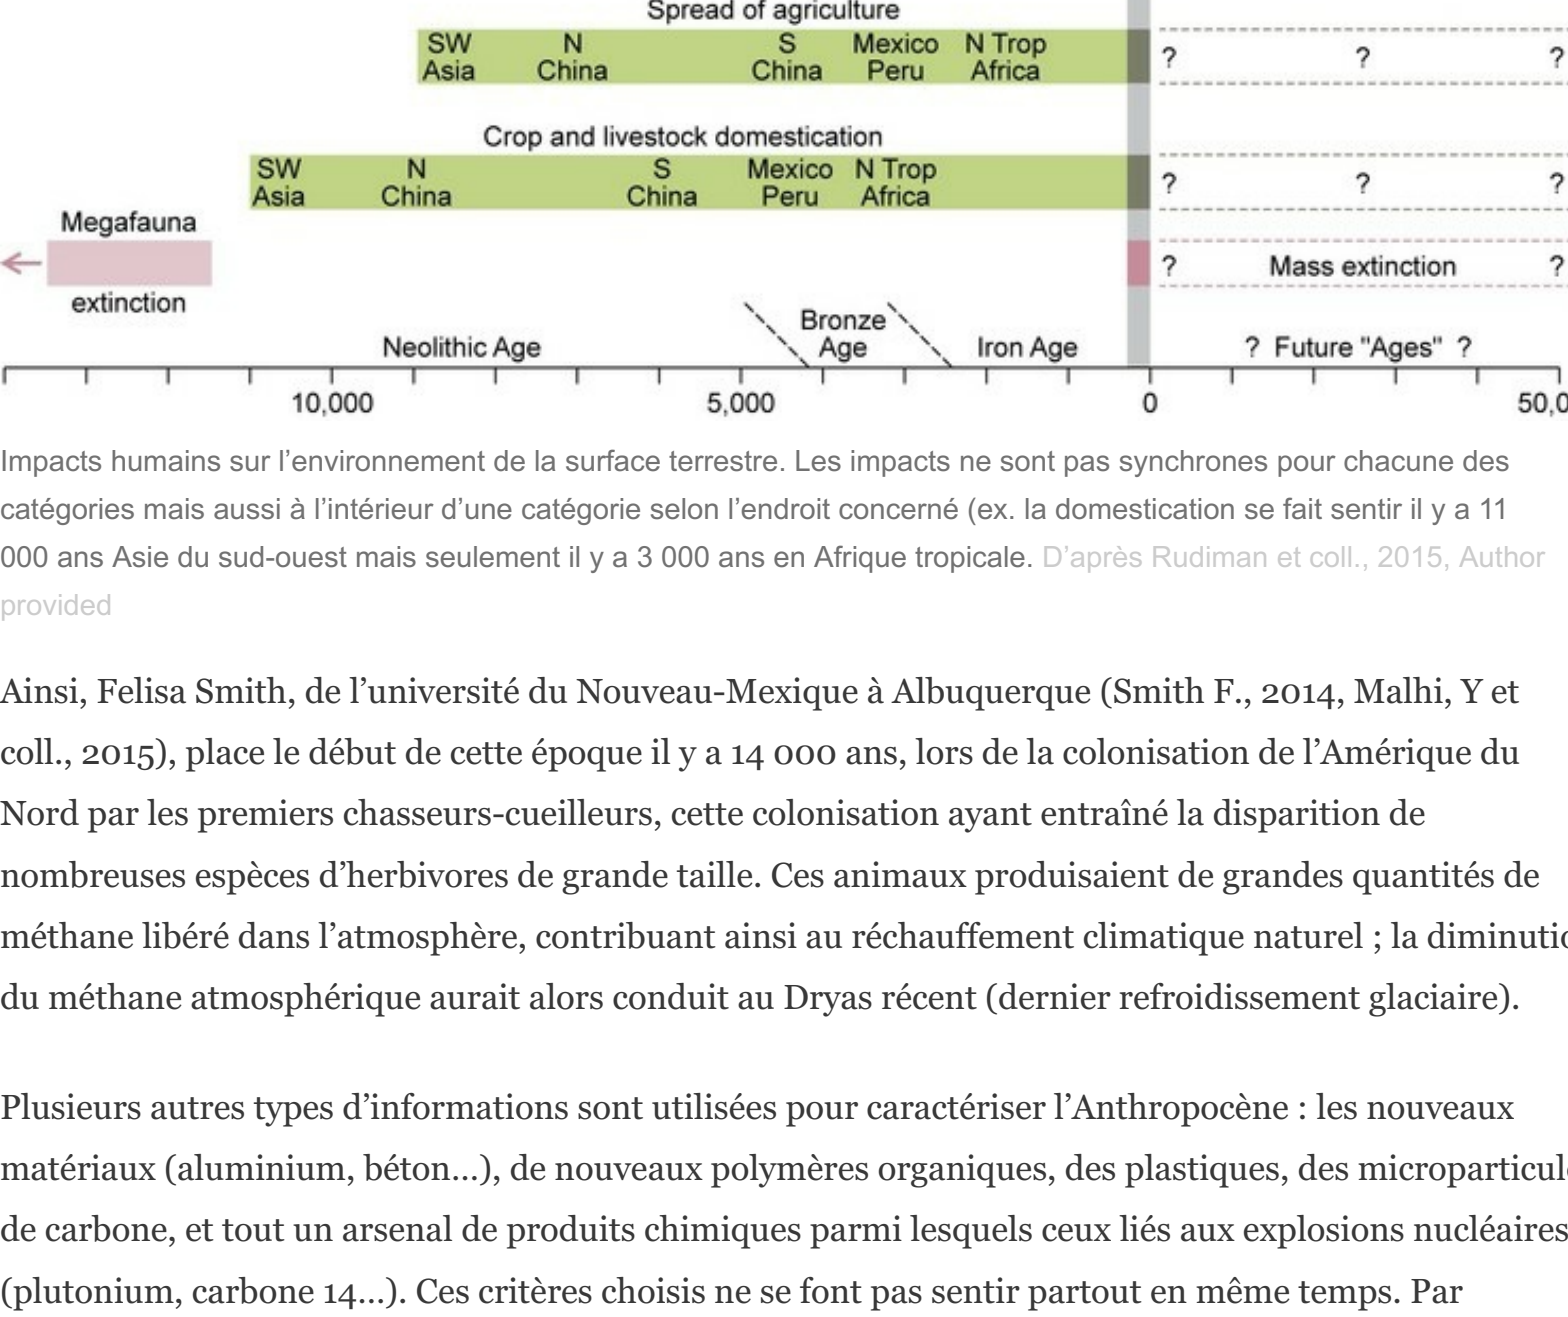 Spread of agriculture
SW Asia N China S China Mexico Peru N Trop Africa ? ? ?
Crop and livestock domestication
SW Asia N China S China Mexico Peru N Trop Africa ? ? ?
Megafauna
extinction
? Mass extinction ?
Neolithic Age Bronze Age Iron Age ? Future "Ages" ?
10,000 5,000 0 50,0
Impacts humains sur l’environnement de la surface terrestre. Les impacts ne sont pas synchrones pour chacune des
catégories mais aussi à l’intérieur d’une catégorie selon l’endroit concerné (ex. la domestication se fait sentir il y a 11
000 ans Asie du sud-ouest mais seulement il y a 3 000 ans en Afrique tropicale. D’après Rudiman et coll., 2015, Author
provided
Ainsi, Felisa Smith, de l’université du Nouveau-Mexique à Albuquerque (Smith F., 2014, Malhi, Y et
coll., 2015), place le début de cette époque il y a 14 000 ans, lors de la colonisation de l’Amérique du
Nord par les premiers chasseurs-cueilleurs, cette colonisation ayant entraîné la disparition de
nombreuses espèces d’herbivores de grande taille. Ces animaux produisaient de grandes quantités de
méthane libéré dans l’atmosphère, contribuant ainsi au réchauffement climatique naturel ; la diminutio
du méthane atmosphérique aurait alors conduit au Dryas récent (dernier refroidissement glaciaire).
Plusieurs autres types d’informations sont utilisées pour caractériser l’Anthropocène : les nouveaux
matériaux (aluminium, béton…), de nouveaux polymères organiques, des plastiques, des microparticule
de carbone, et tout un arsenal de produits chimiques parmi lesquels ceux liés aux explosions nucléaires
(plutonium, carbone 14…). Ces critères choisis ne se font pas sentir partout en même temps. Par